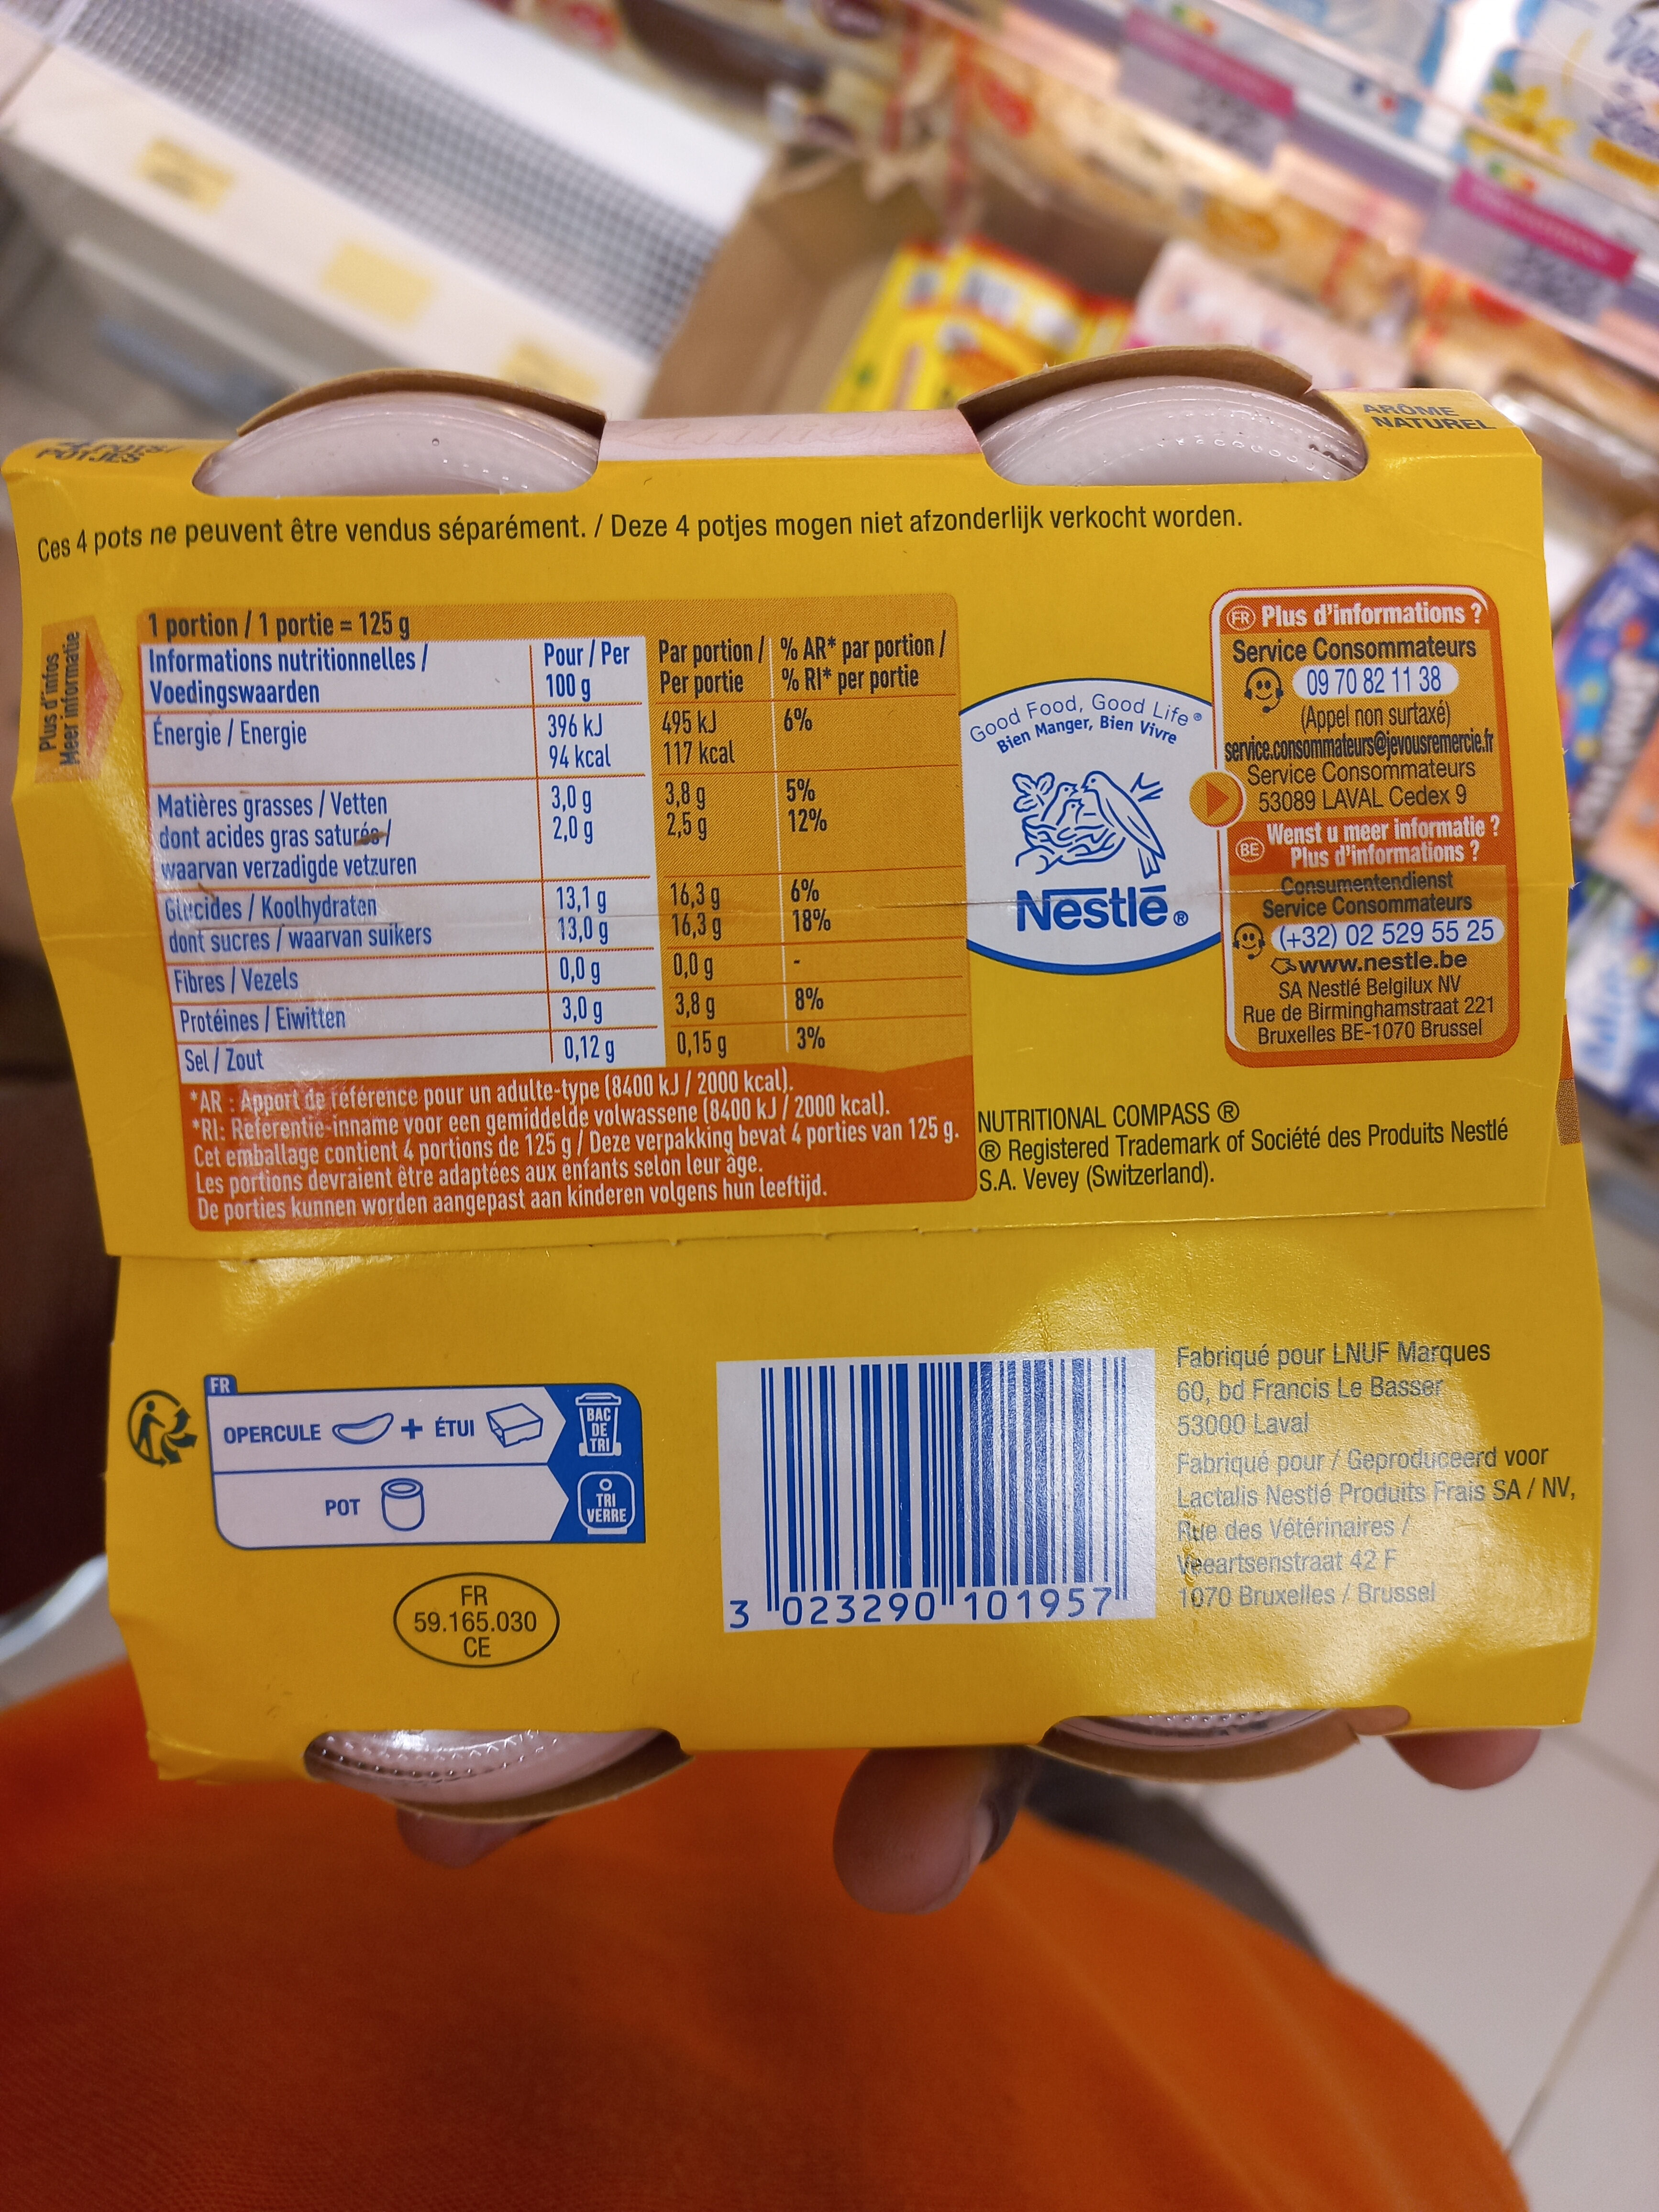 4 POTS /
POTJES
ARÔME
NATUREL
Ces 4 pots ne peuvent être vendus séparément. / Deze 4 potjes mogen niet afzonderlijk verkocht worden.
Plus d'infos
Meer informatie
1 portion / 1 portie = 125 g
Informations nutritionnelles / Voedingswaarden Pour / Per 100 g Par portion / Per portie % AR* par portion / % RI* per portie
Énergie / Energie 396 kJ 495 kJ 6%
94 kcal 117 kcal
Matières grasses / Vetten 3,0 g 3,8 g 5%
dont acides gras saturés / 2,0 g 2,5 g 12%
waarvan verzadigde vetzuren
Glucides / Koolhydraten 13,1 g 16,3 g 6%
dont sucres / waarvan suikers 13,0 g 16,3 g 18%
Fibres / Vezels 0,0 g 0,0 g -
Protéines / Eiwitten 3,0 g 3,8 g 8%
Sel / Zout 0,12 g 0,15 g 3%
*AR : Apport de référence pour un adulte-type (8400 kJ / 2000 kcal).
*RI: Referentie-inname voor een gemiddelde volwassene (8400 kJ / 2000 kcal).
Cet emballage contient 4 portions de 125 g / Deze verpakking bevat 4 porties van 125 g.
Les portions devraient être adaptées aux enfants selon leur âge.
De porties kunnen worden aangepast aan kinderen volgens hun leeftijd.
Good Food, Good Life ®
Bien Manger, Bien Vivre
Nestlé®
FR Plus d'informations ?
Service Consommateurs
09 70 82 11 38
(Appel non surtaxé)
service.consommateurs@jevousremercie.fr
Service Consommateurs
53089 LAVAL Cedex 9
BE Wenst u meer informatie ?
Plus d'informations ?
Consumentendienst
Service Consommateurs
(+32) 02 529 55 25
www.nestle.be
SA Nestlé Belgilux NV
Rue de Birminghamstraat 221
Bruxelles BE-1070 Brussel
NUTRITIONAL COMPASS ®
® Registered Trademark of Société des Produits Nestlé
S.A. Vevey (Switzerland).
FR
OPERCULE + ÉTUI
BAC
DE
TRI
POT
TRI
VERRE
FR
59.165.030
CE
3 023290 101957
Fabriqué pour LNUF Marques
60, bd Francis Le Basser
53000 Laval
Fabriqué pour / Geproduceerd voor
Lactalis Nestlé Produits Frais SA / NV,
Rue des Vétérinaires /
Veeartsenstraat 42 F
1070 Bruxelles / Brussel